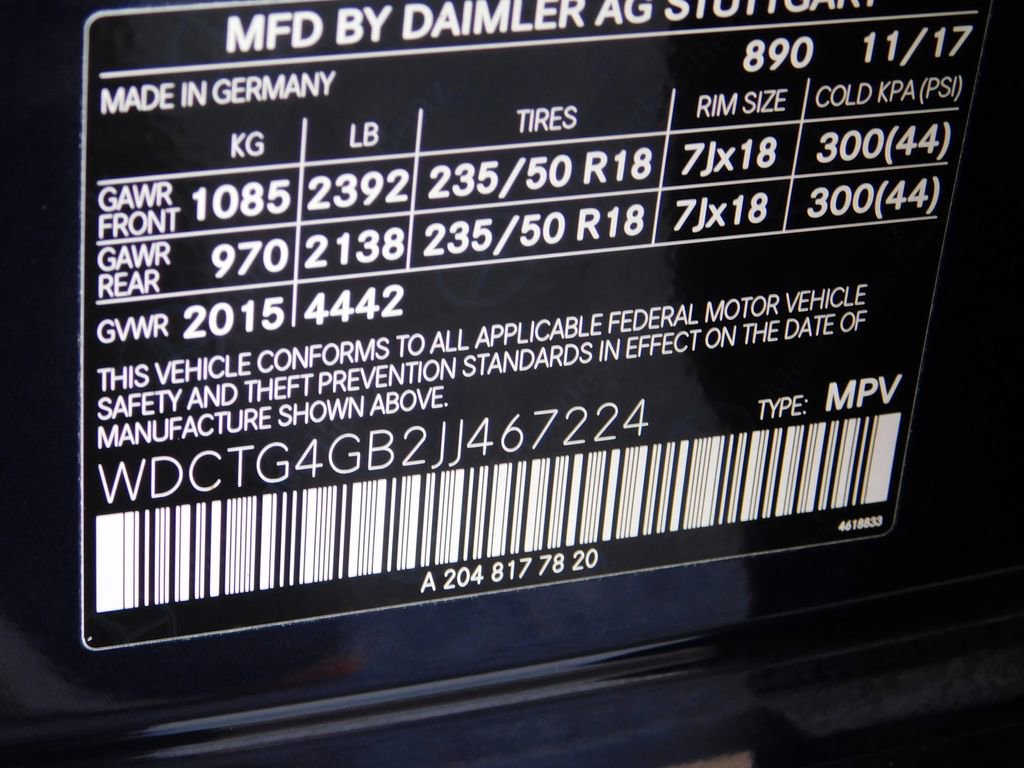 MFD BY DAIMLER AG STUTTGART
890 11/17
MADE IN GERMANY
KG LB TIRES RIM SIZE COLD KPA (PSI)
GAWR FRONT 1085 2392 235/50 R18 7Jx18 300(44)
GAWR REAR 970 2138 235/50 R18 7Jx18 300(44)
GVWR 2015 4442
THIS VEHICLE CONFORMS TO ALL APPLICABLE FEDERAL MOTOR VEHICLE
SAFETY AND THEFT PREVENTION STANDARDS IN EFFECT ON THE DATE OF
MANUFACTURE SHOWN ABOVE.
WDCTG4GB2JJ467224 TYPE: MPV
4618833
A 204 817 78 20